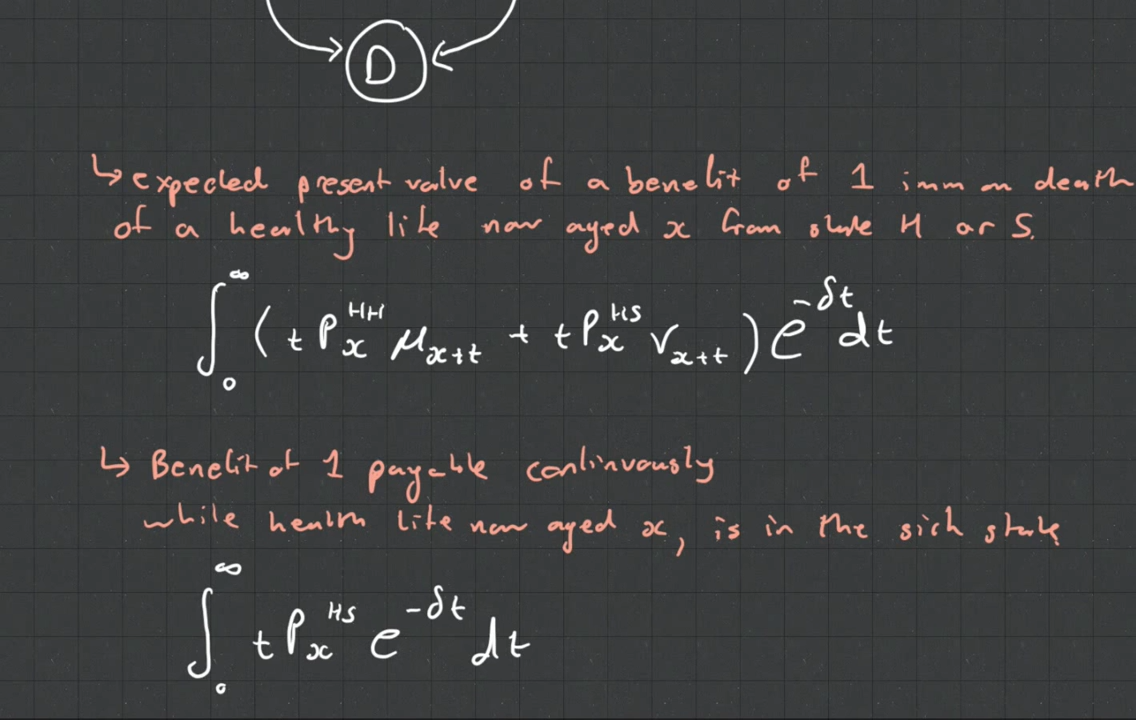 D
↳ expected present value of a benefit of 1 imm on death
of a healthy life now aged x from state H or S.
∫₀^∞ ( ₜP_x^{HH} μ_{x+t} + ₜP_x^{HS} ν_{x+t} ) e^{-δt} dt
↳ Benefit of 1 payable continuously
while health life now aged x, is in the sick state
∫₀^∞ ₜP_x^{HS} e^{-δt} dt